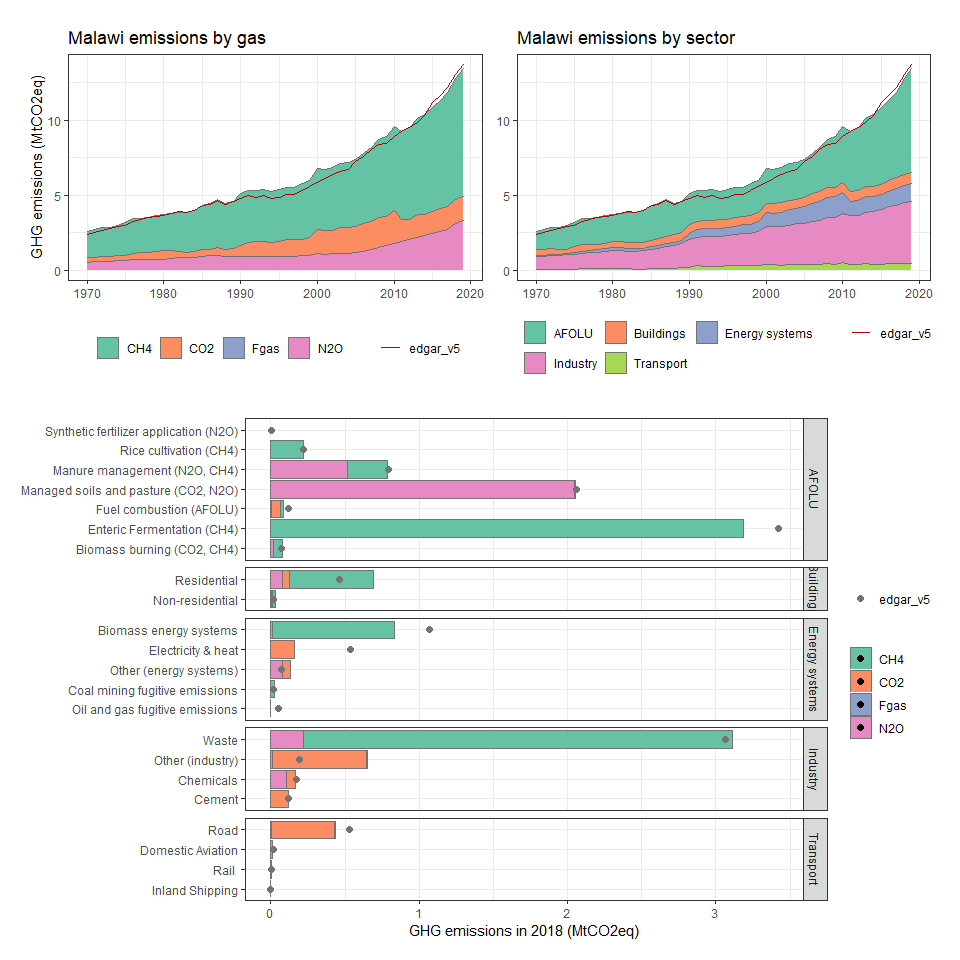 Malawi emissions by gas
Malawi emissions by sector
GHG emissions (MtCO2eq)
10
5
0
1970 1980 1990 2000 2010 2020
10
5
0
1970 1980 1990 2000 2010 2020
CH4 CO2 Fgas N2O edgar_v5
AFOLU Buildings Energy systems edgar_v5
Industry Transport
Synthetic fertilizer application (N2O)
Rice cultivation (CH4)
Manure management (N2O, CH4)
Managed soils and pasture (CO2, N2O)
Fuel combustion (AFOLU)
Enteric Fermentation (CH4)
Biomass burning (CO2, CH4)
AFOLU
Residential
Non-residential
Building
Biomass energy systems
Electricity & heat
Other (energy systems)
Coal mining fugitive emissions
Oil and gas fugitive emissions
Energy systems
Waste
Other (industry)
Chemicals
Cement
Industry
Road
Domestic Aviation
Rail
Inland Shipping
Transport
0 1 2 3
GHG emissions in 2018 (MtCO2eq)
edgar_v5
CH4
CO2
Fgas
N2O